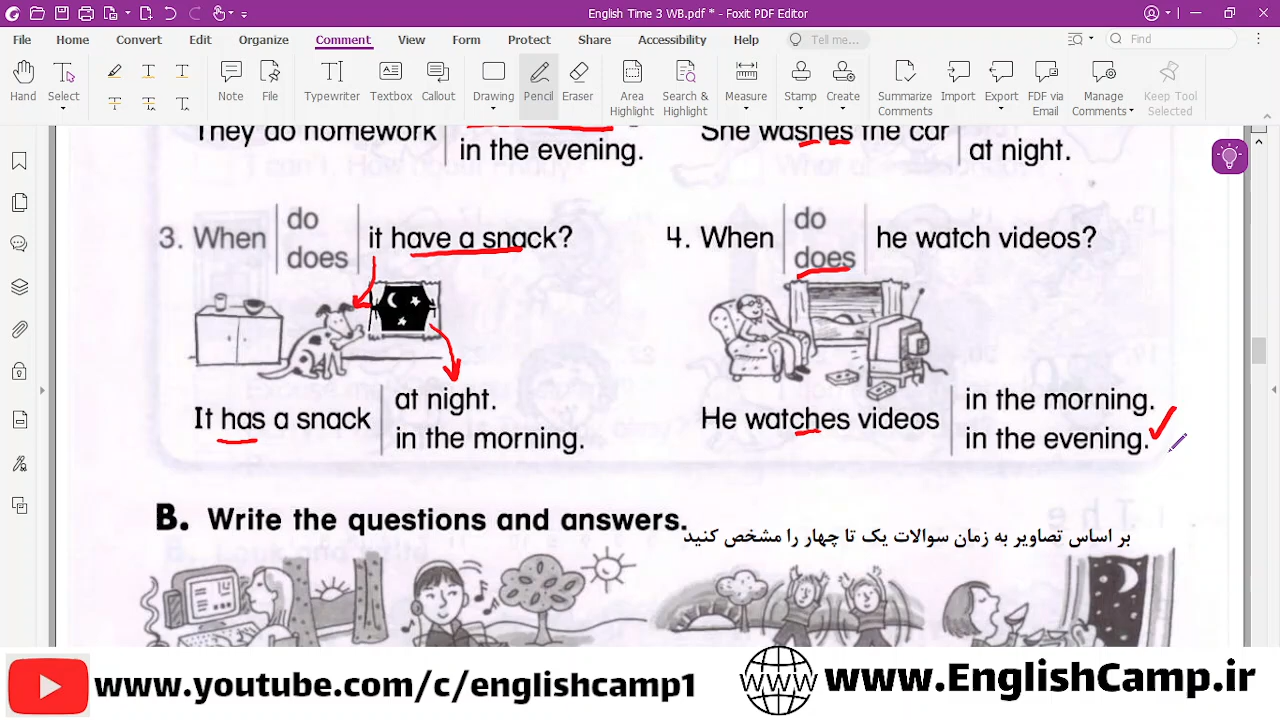 English Time 3 WB.pdf * - Foxit PDF Editor
File Home Convert Edit Organize Comment View Form Protect Share Accessibility Help Tell me... Find
Hand Select Note File Typewriter Textbox Callout Drawing Pencil Eraser Area Highlight Search & Highlight Measure Stamp Create Summarize Comments Import Export FDF via Email Manage Comments Keep Tool Selected
They do homework
in the evening.
She washes the car
at night.
3. When do does it have a snack?
It has a snack
at night.
in the morning.
4. When do does he watch videos?
He watches videos
in the morning.
in the evening.
B. Write the questions and answers.
بر اساس تصاویر به زمان سوالات یک تا چهار را مشخص کنید
www.youtube.com/c/englishcamp1
WWW
www.EnglishCamp.ir